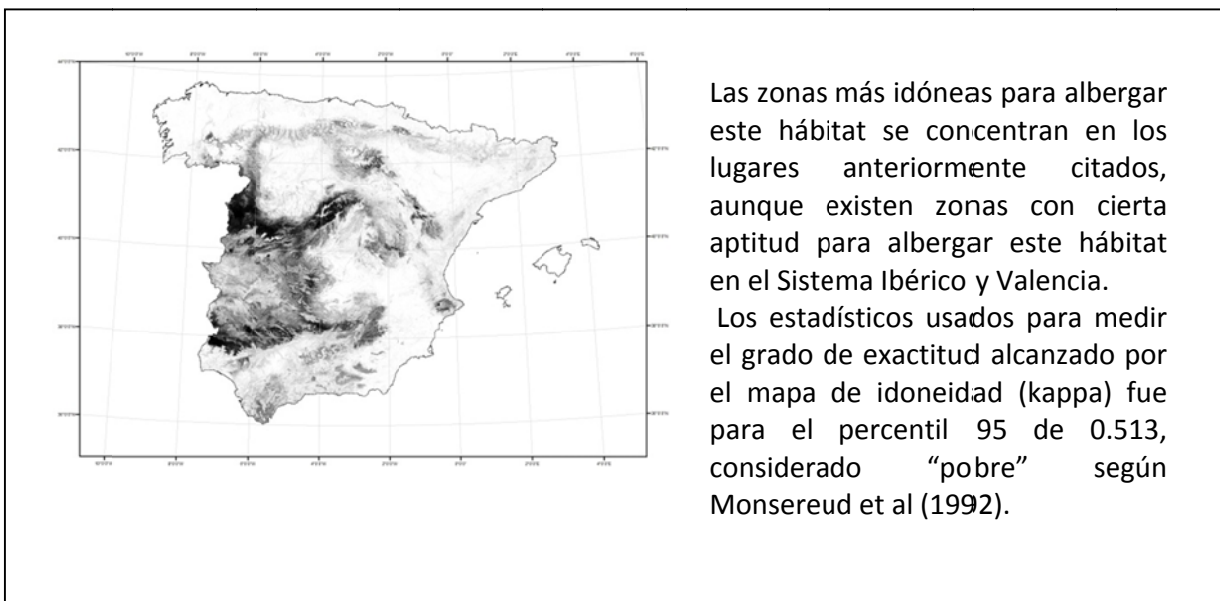 Las zonas más idóneas para albergar
este hábitat se concentran en los
lugares anteriormente citados,
aunque existen zonas con cierta
aptitud para albergar este hábitat
en el Sistema Ibérico y Valencia.
Los estadísticos usados para medir
el grado de exactitud alcanzado por
el mapa de idoneidad (kappa) fue
para el percentil 95 de 0.513,
considerado “pobre” según
Monsereud et al (1992).